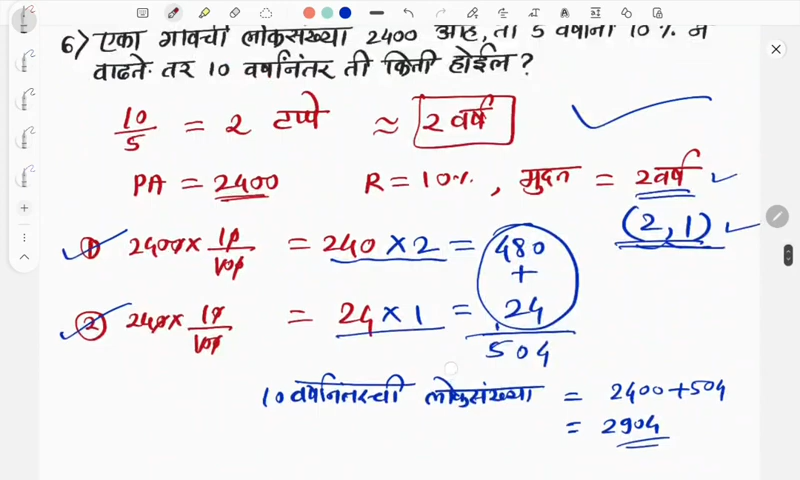 6) एका गावची लोकसंख्या 2400 आहे, ती 5 वर्षांनी 10% ने
वाढते. तर 10 वर्षांनंतर ती किती होईल?
10/5 = 2 टप्पे ≈ 2 वर्ष
PA = 2400 R = 10%, मुदत = 2वर्ष
(2, 1)
① 2400 × 10/100 = 240 × 2 = 480
+
② 240 × 10/100 = 24 × 1 = 24
504
10 वर्षानंतरची लोकसंख्या = 2400 + 504
= 2904